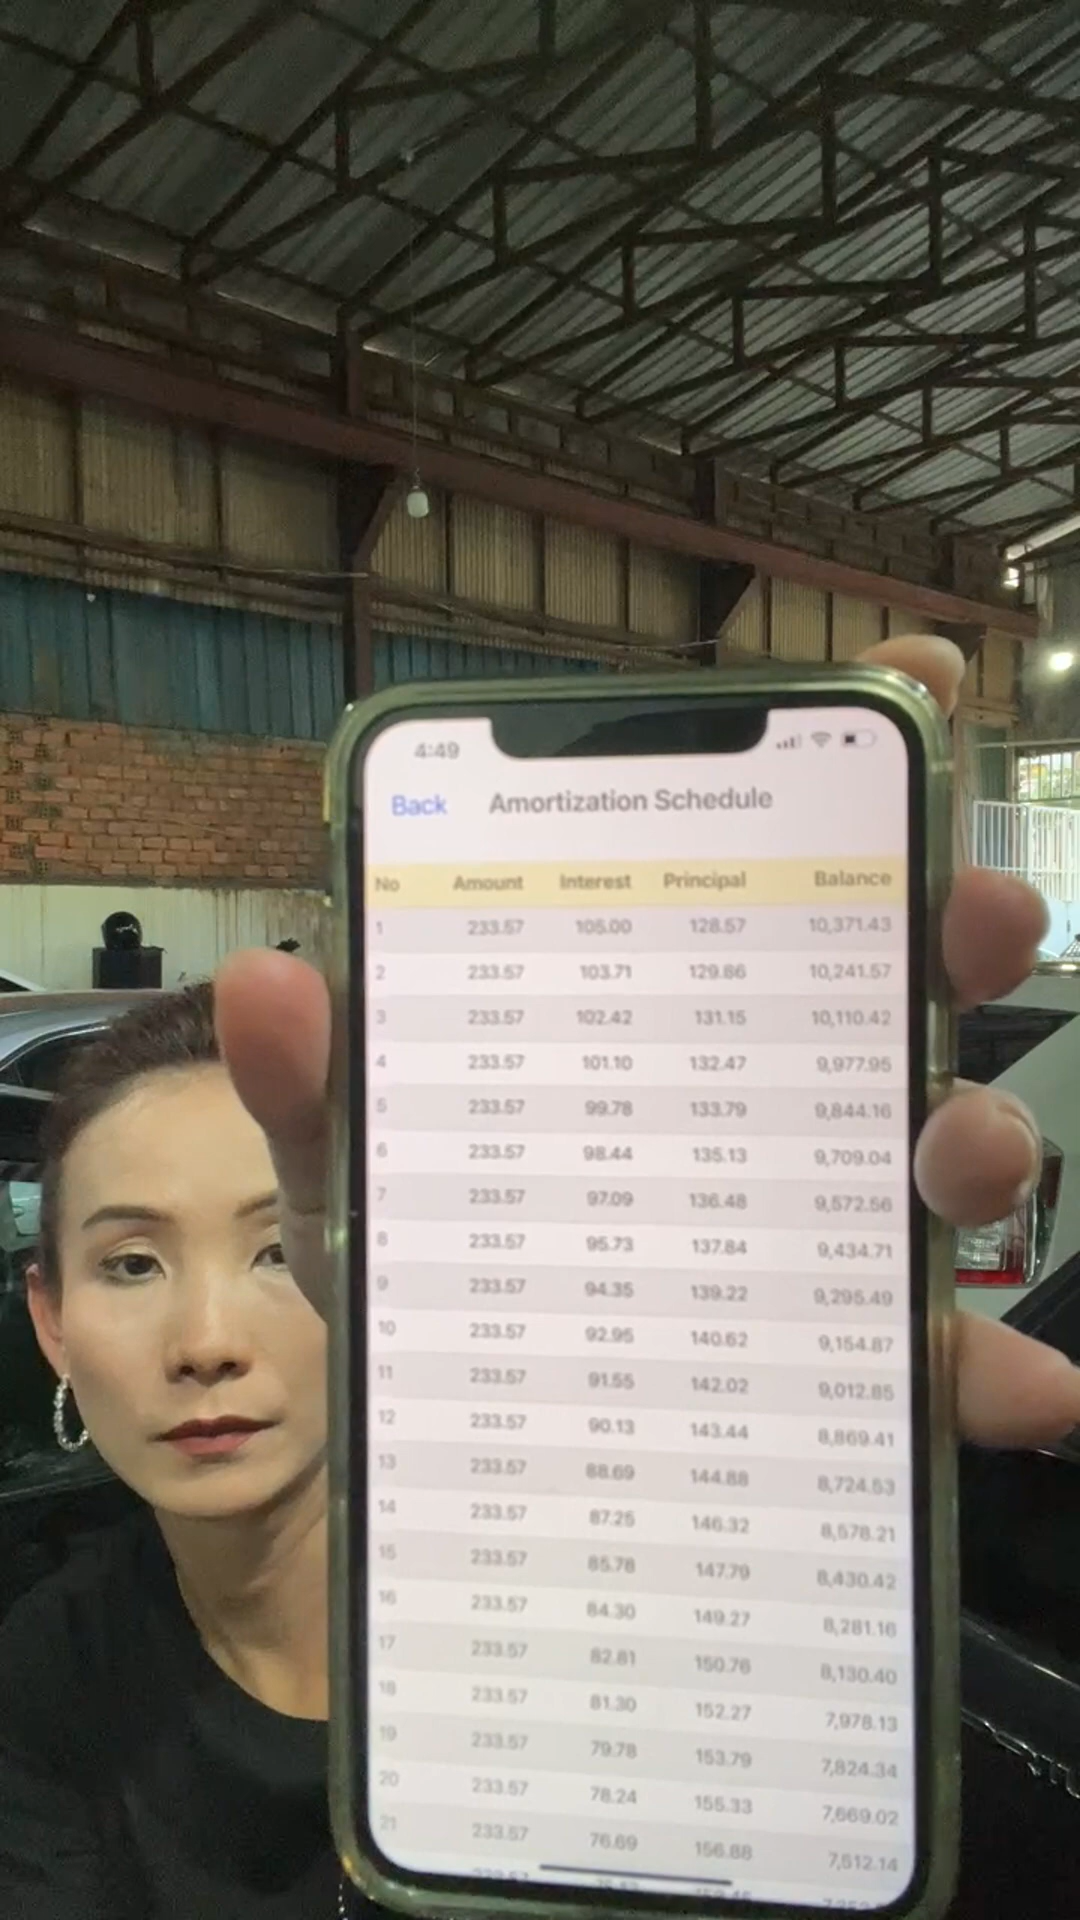 4:49
Back Amortization Schedule
No Amount Interest Principal Balance
1 233.57 105.00 128.57 10,371.43
2 233.57 103.71 129.86 10,241.57
3 233.57 102.42 131.15 10,110.42
4 233.57 101.10 132.47 9,977.95
5 233.57 99.78 133.79 9,844.16
6 233.57 98.44 135.13 9,709.04
7 233.57 97.09 136.48 9,572.56
8 233.57 95.73 137.84 9,434.71
9 233.57 94.35 139.22 9,295.49
10 233.57 92.95 140.62 9,154.87
11 233.57 91.55 142.02 9,012.85
12 233.57 90.13 143.44 8,869.41
13 233.57 88.69 144.88 8,724.53
14 233.57 87.25 146.32 8,578.21
15 233.57 85.78 147.79 8,430.42
16 233.57 84.30 149.27 8,281.16
17 233.57 82.81 150.76 8,130.40
18 233.57 81.30 152.27 7,978.13
19 233.57 79.78 153.79 7,824.34
20 233.57 78.24 155.33 7,669.02
21 233.57 76.69 156.88 7,512.14